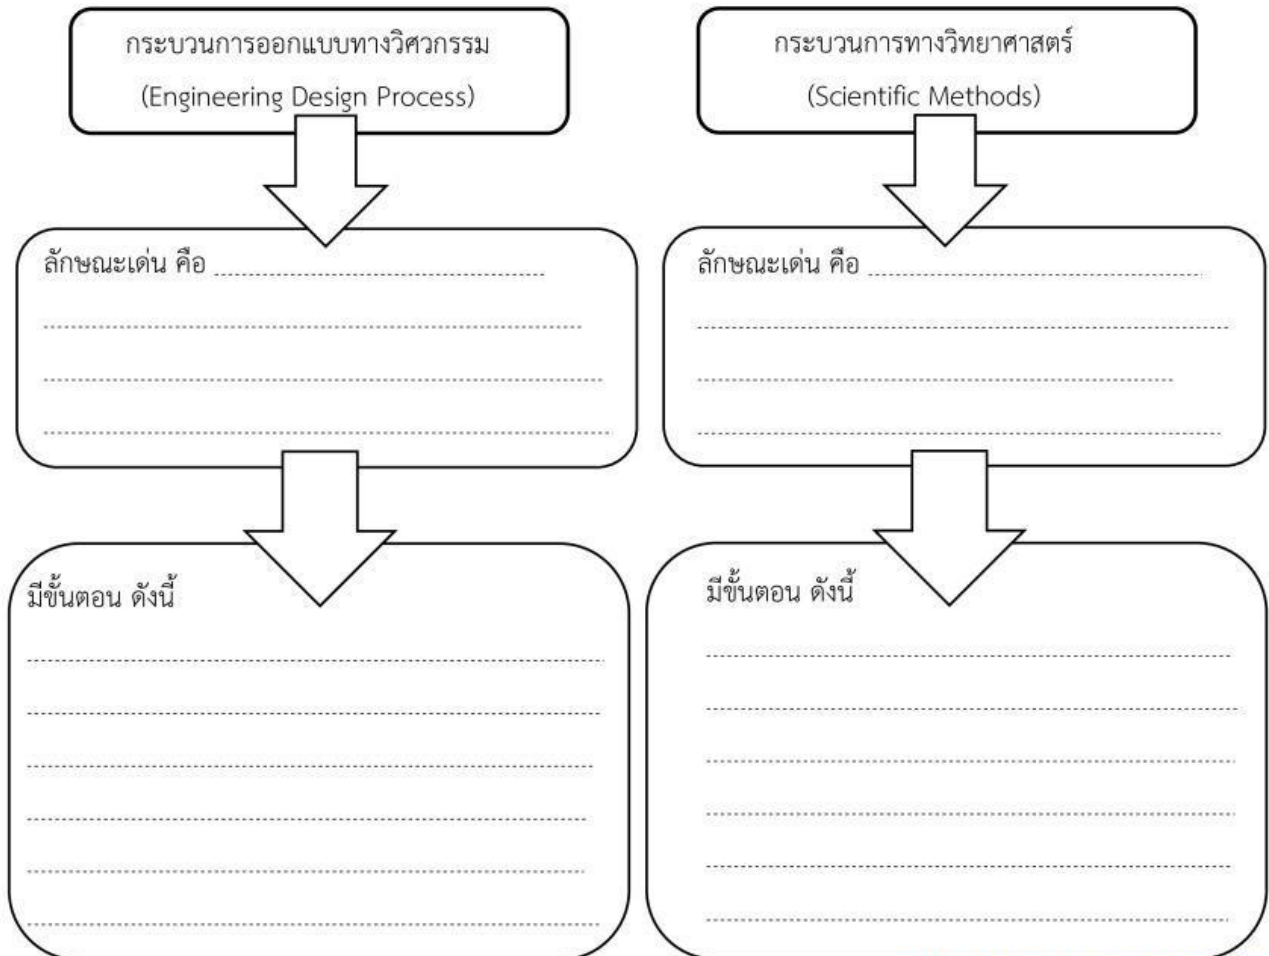 กระบวนการออกแบบทางวิศวกรรม
(Engineering Design Process)
ลักษณะเด่น คือ
มีขั้นตอน ดังนี้
กระบวนการทางวิทยาศาสตร์
(Scientific Methods)
ลักษณะเด่น คือ
มีขั้นตอน ดังนี้